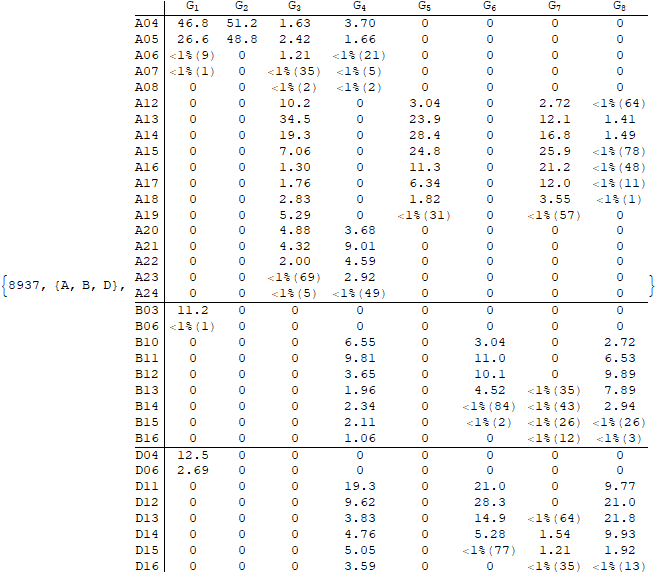 G1 G2 G3 G4 G5 G6 G7 G8
A04 46.8 51.2 1.63 3.70 0 0 0 0
A05 26.6 48.8 2.42 1.66 0 0 0 0
A06 <1%(9) 0 1.21 <1%(21) 0 0 0 0
A07 <1%(1) 0 <1%(35) <1%(5) 0 0 0 0
A08 0 0 <1%(2) <1%(2) 0 0 0 0
A12 0 0 10.2 0 3.04 0 2.72 <1%(64)
A13 0 0 34.5 0 23.9 0 12.1 1.41
A14 0 0 19.3 0 28.4 0 16.8 1.49
A15 0 0 7.06 0 24.8 0 25.9 <1%(78)
A16 0 0 1.30 0 11.3 0 21.2 <1%(48)
A17 0 0 1.76 0 6.34 0 12.0 <1%(11)
A18 0 0 2.83 0 1.82 0 3.55 <1%(1)
A19 0 0 5.29 0 <1%(31) 0 <1%(57) 0
A20 0 0 4.88 3.68 0 0 0 0
A21 0 0 4.32 9.01 0 0 0 0
A22 0 0 2.00 4.59 0 0 0 0
A23 0 0 <1%(69) 2.92 0 0 0 0
{8937, {A, B, D}, }
A24 0 0 <1%(5) <1%(49) 0 0 0 0
B03 11.2 0 0 0 0 0 0 0
B06 <1%(1) 0 0 0 0 0 0 0
B10 0 0 0 6.55 0 3.04 0 2.72
B11 0 0 0 9.81 0 11.0 0 6.53
B12 0 0 0 3.65 0 10.1 0 9.89
B13 0 0 0 1.96 0 4.52 <1%(35) 7.89
B14 0 0 0 2.34 0 <1%(84) <1%(43) 2.94
B15 0 0 0 2.11 0 <1%(2) <1%(26) <1%(26)
B16 0 0 0 1.06 0 0 <1%(12) <1%(3)
D04 12.5 0 0 0 0 0 0 0
D06 2.69 0 0 0 0 0 0 0
D11 0 0 0 19.3 0 21.0 0 9.77
D12 0 0 0 9.62 0 28.3 0 21.0
D13 0 0 0 3.83 0 14.9 <1%(64) 21.8
D14 0 0 0 4.76 0 5.28 1.54 9.93
D15 0 0 0 5.05 0 <1%(77) 1.21 1.92
D16 0 0 0 3.59 0 0 <1%(35) <1%(13)